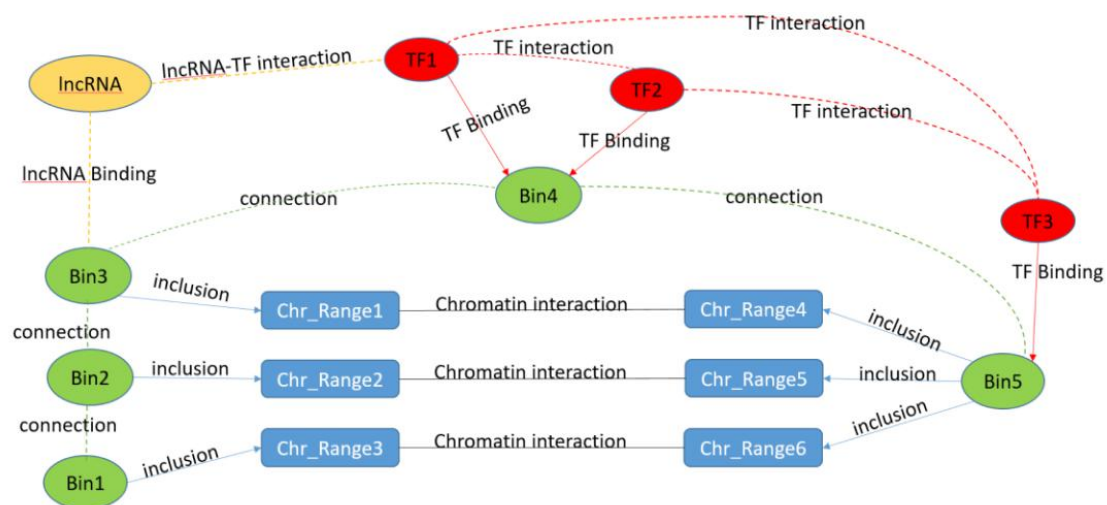 TF interaction
lncRNA-TF interaction
TF1
TF interaction
lncRNA
TF2
TF interaction
TF Binding
TF Binding
lncRNA Binding
Bin4
connection
connection
TF3
Bin3
inclusion
TF Binding
Chr_Range1
Chromatin interaction
Chr_Range4
connection
inclusion
Bin2
inclusion
Chr_Range2
Chromatin interaction
Chr_Range5
inclusion
Bin5
connection
inclusion
Chr_Range3
Chromatin interaction
Chr_Range6
inclusion
Bin1